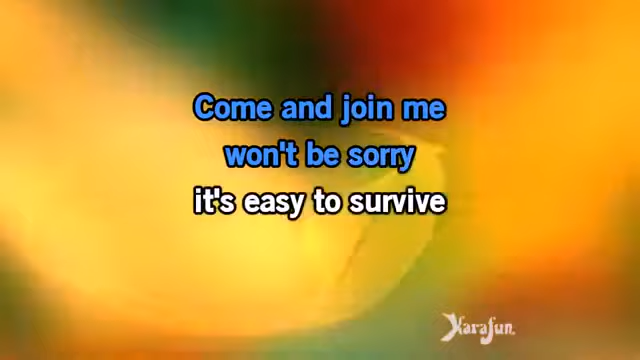 Come and join me
won't be sorry
it's easy to survive
Karafun